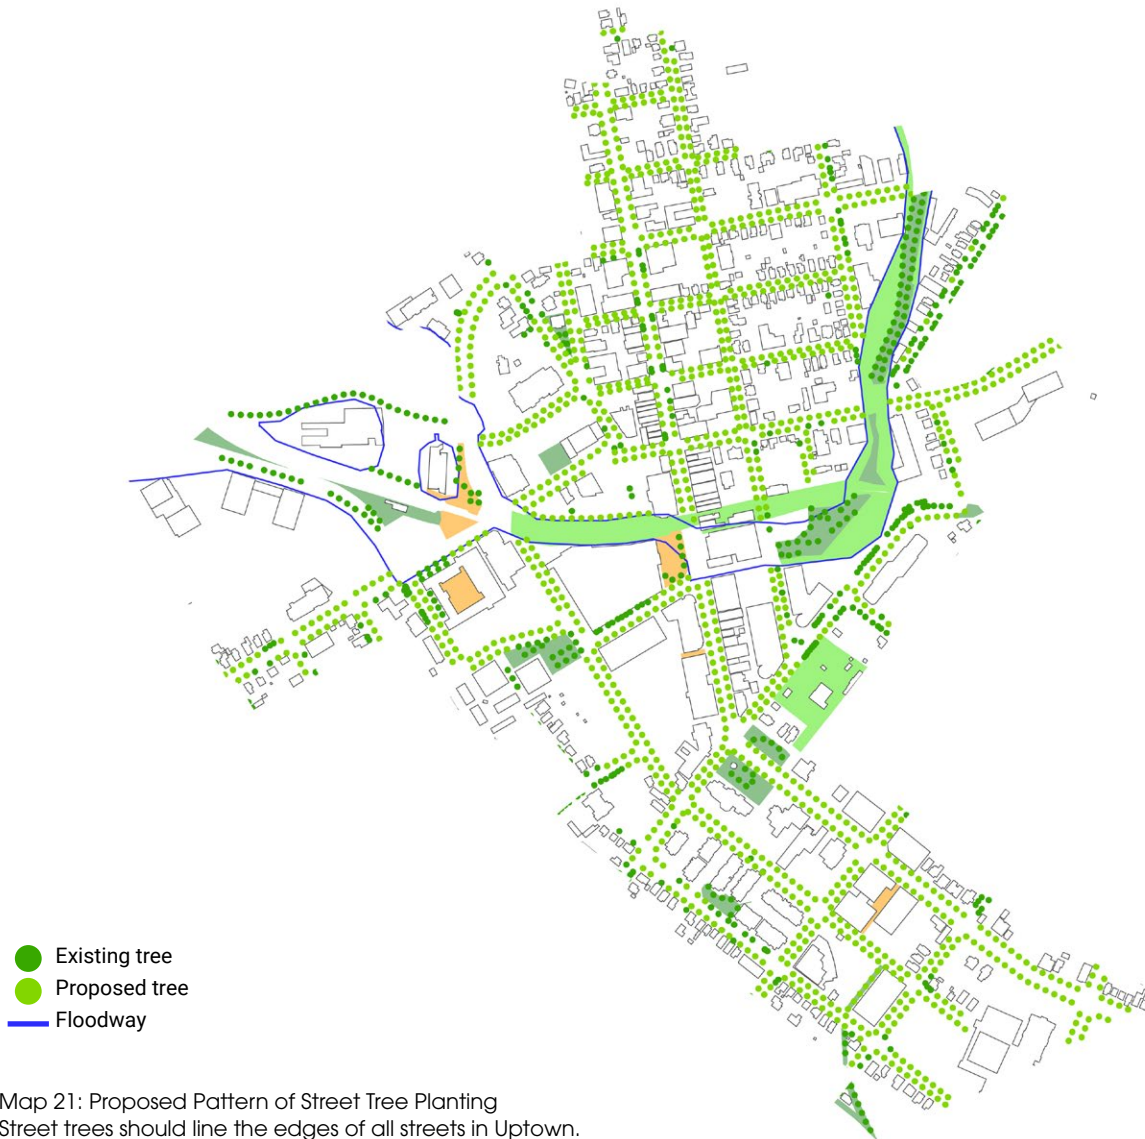 Existing tree
Proposed tree
Floodway
Map 21: Proposed Pattern of Street Tree Planting
Street trees should line the edges of all streets in Uptown.